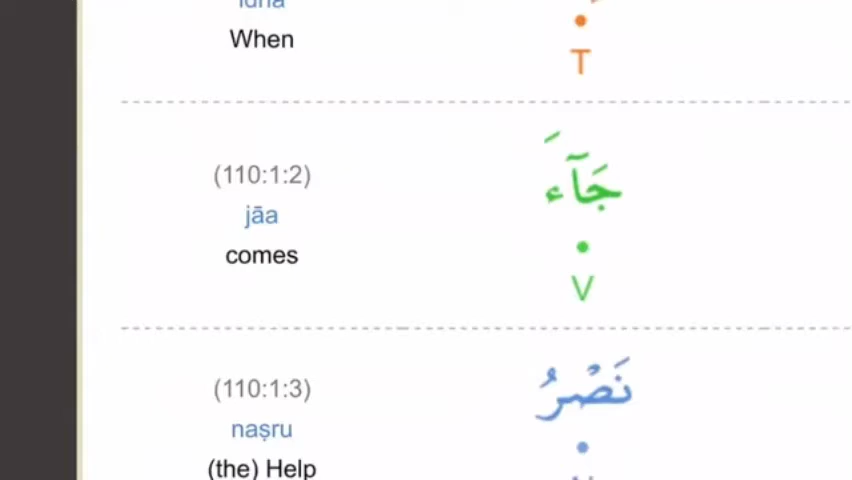 When
T
(110:1:2)
jāa
comes
جَآءَ
V
(110:1:3)
naṣru
(the) Help
نَصْرُ